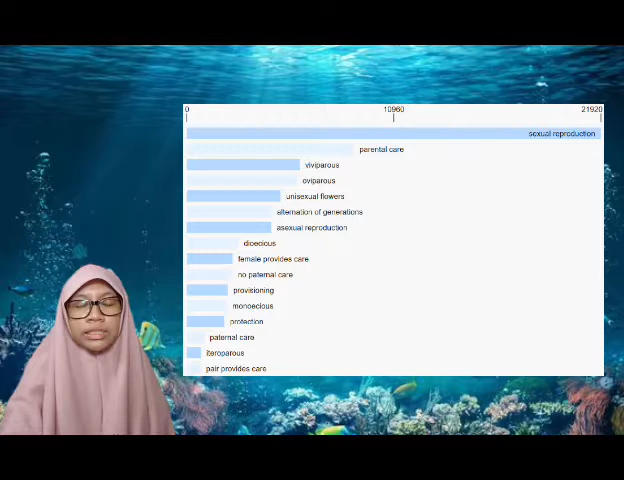 0 10960 21920
sexual reproduction
parental care
viviparous
oviparous
unisexual flowers
alternation of generations
asexual reproduction
dioecious
female provides care
no paternal care
provisioning
monoecious
protection
paternal care
iteroparous
pair provides care